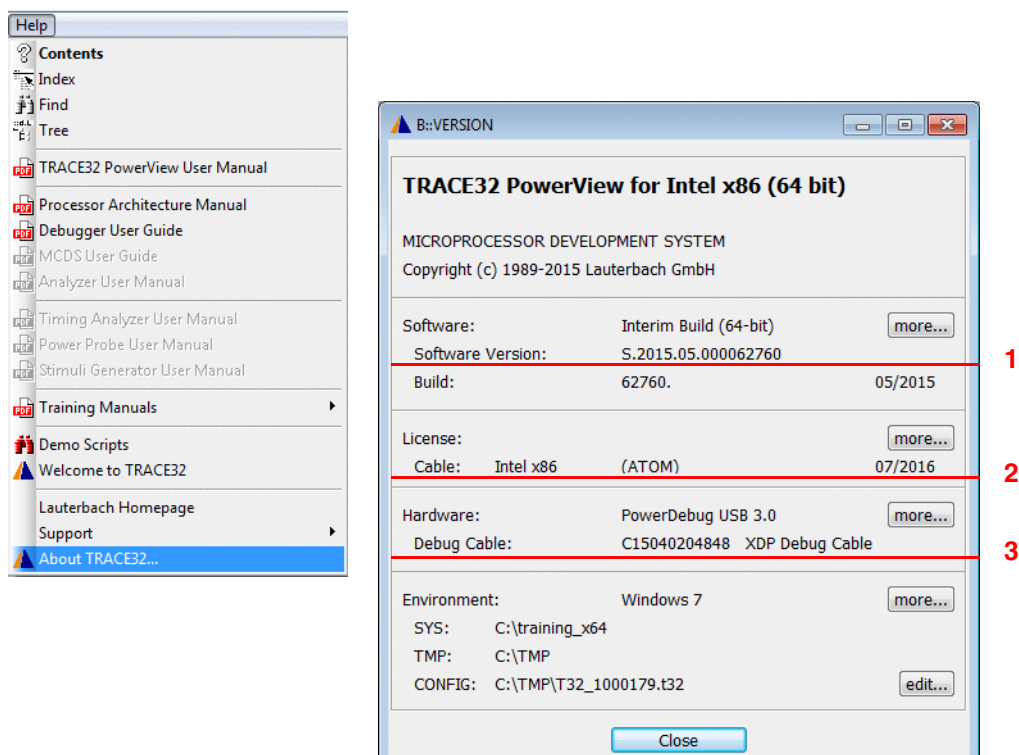 Help
Contents
Index
Find
Tree
TRACE32 PowerView User Manual
Processor Architecture Manual
Debugger User Guide
MCDS User Guide
Analyzer User Manual
Timing Analyzer User Manual
Power Probe User Manual
Stimuli Generator User Manual
Training Manuals
Demo Scripts
Welcome to TRACE32
Lauterbach Homepage
Support
About TRACE32...
B::VERSION
TRACE32 PowerView for Intel x86 (64 bit)
MICROPROCESSOR DEVELOPMENT SYSTEM
Copyright (c) 1989-2015 Lauterbach GmbH
Software: Interim Build (64-bit) more...
Software Version: S.2015.05.000062760
1
Build: 62760. 05/2015
License: more...
Cable: Intel x86 (ATOM) 07/2016
2
Hardware: PowerDebug USB 3.0 more...
Debug Cable: C15040204848 XDP Debug Cable
3
Environment: Windows 7 more...
SYS: C:\training_x64
TMP: C:\TMP
CONFIG: C:\TMP\T32_1000179.t32 edit...
Close